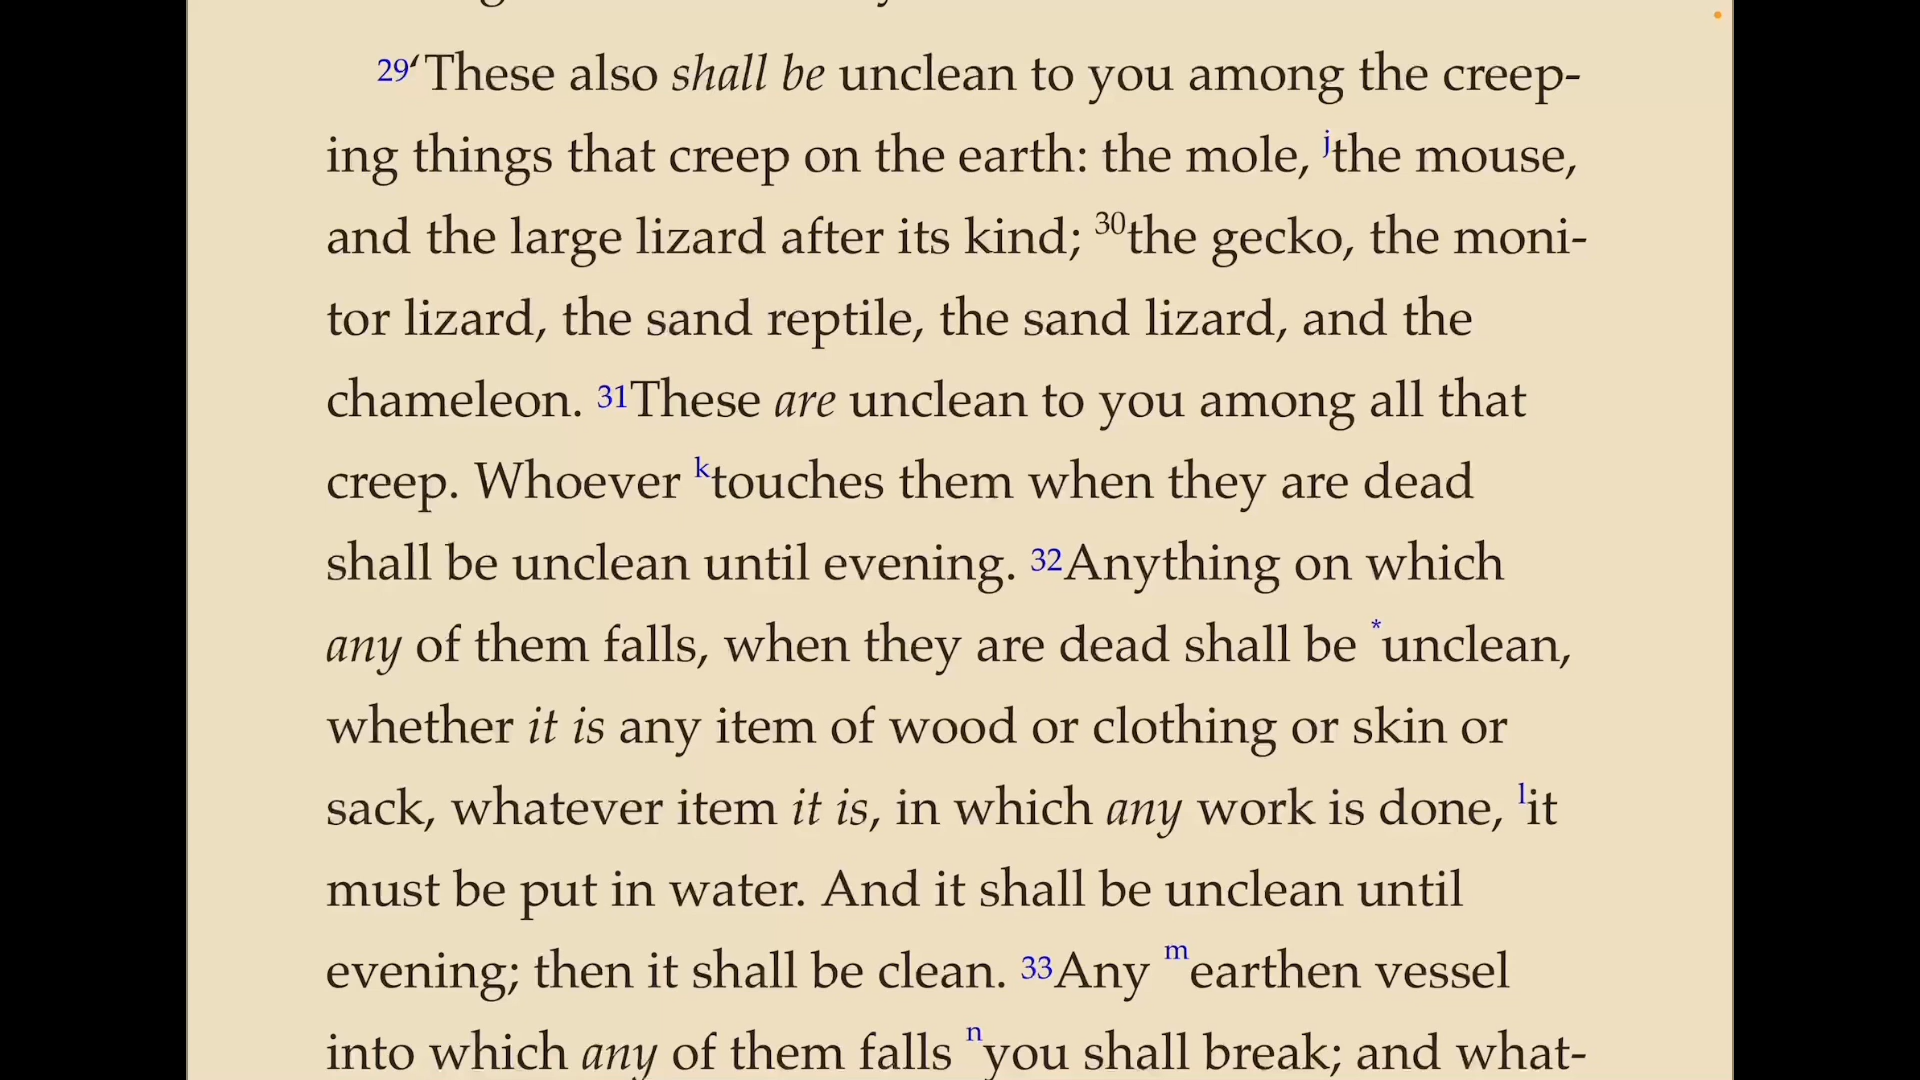 29‘These also shall be unclean to you among the creep-
ing things that creep on the earth: the mole, jthe mouse,
and the large lizard after its kind; 30the gecko, the moni-
tor lizard, the sand reptile, the sand lizard, and the
chameleon. 31These are unclean to you among all that
creep. Whoever ktouches them when they are dead
shall be unclean until evening. 32Anything on which
any of them falls, when they are dead shall be *unclean,
whether it is any item of wood or clothing or skin or
sack, whatever item it is, in which any work is done, lit
must be put in water. And it shall be unclean until
evening; then it shall be clean. 33Any mearthen vessel
into which any of them falls nyou shall break; and what-